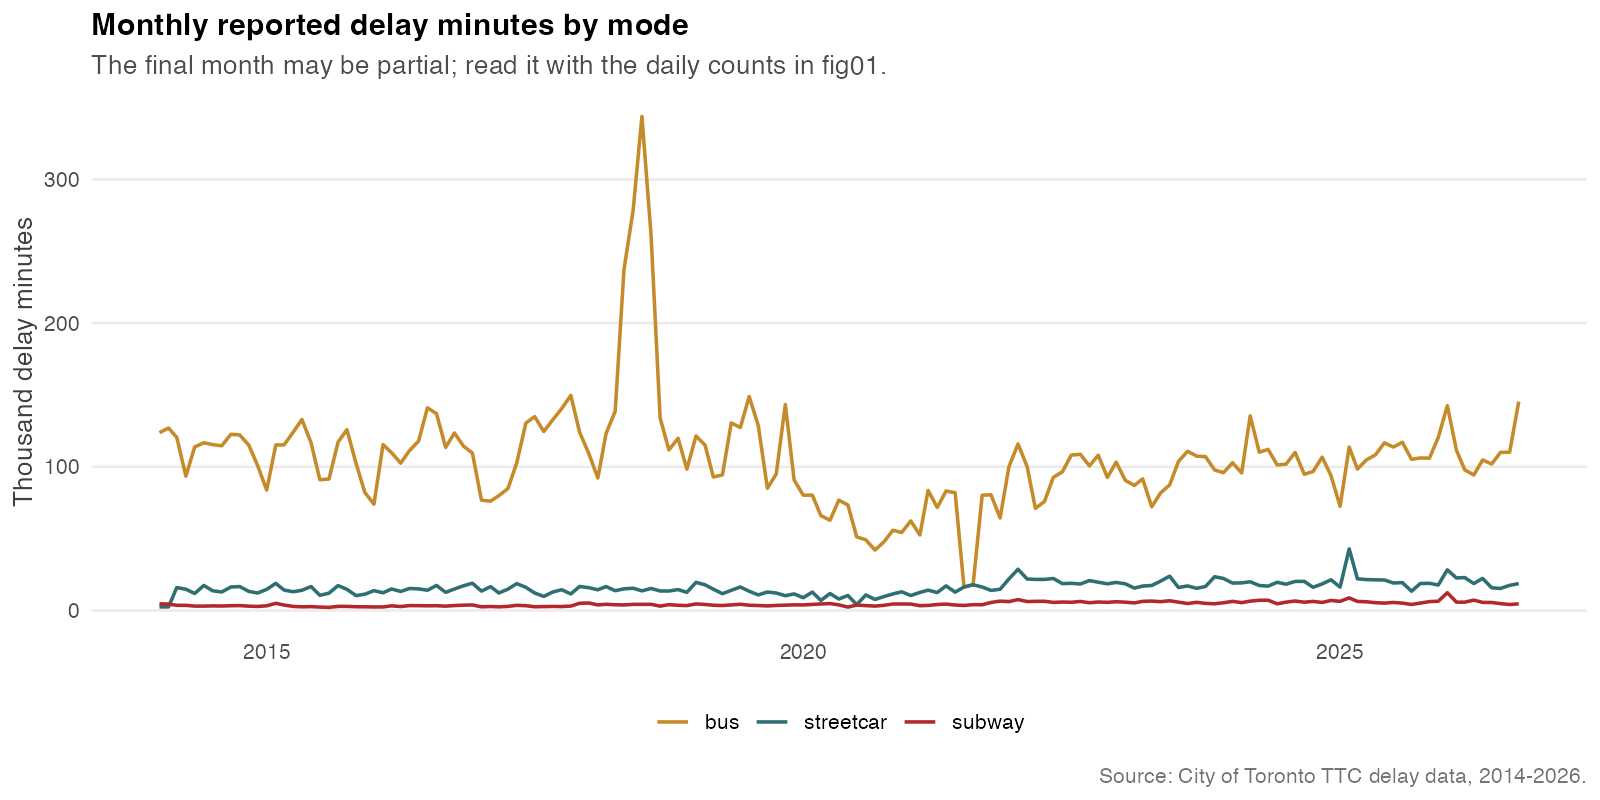 Monthly reported delay minutes by mode
The final month may be partial; read it with the daily counts in fig01.
Thousand delay minutes
300
200
100
0
2015
2020
2025
bus
streetcar
subway
Source: City of Toronto TTC delay data, 2014-2026.